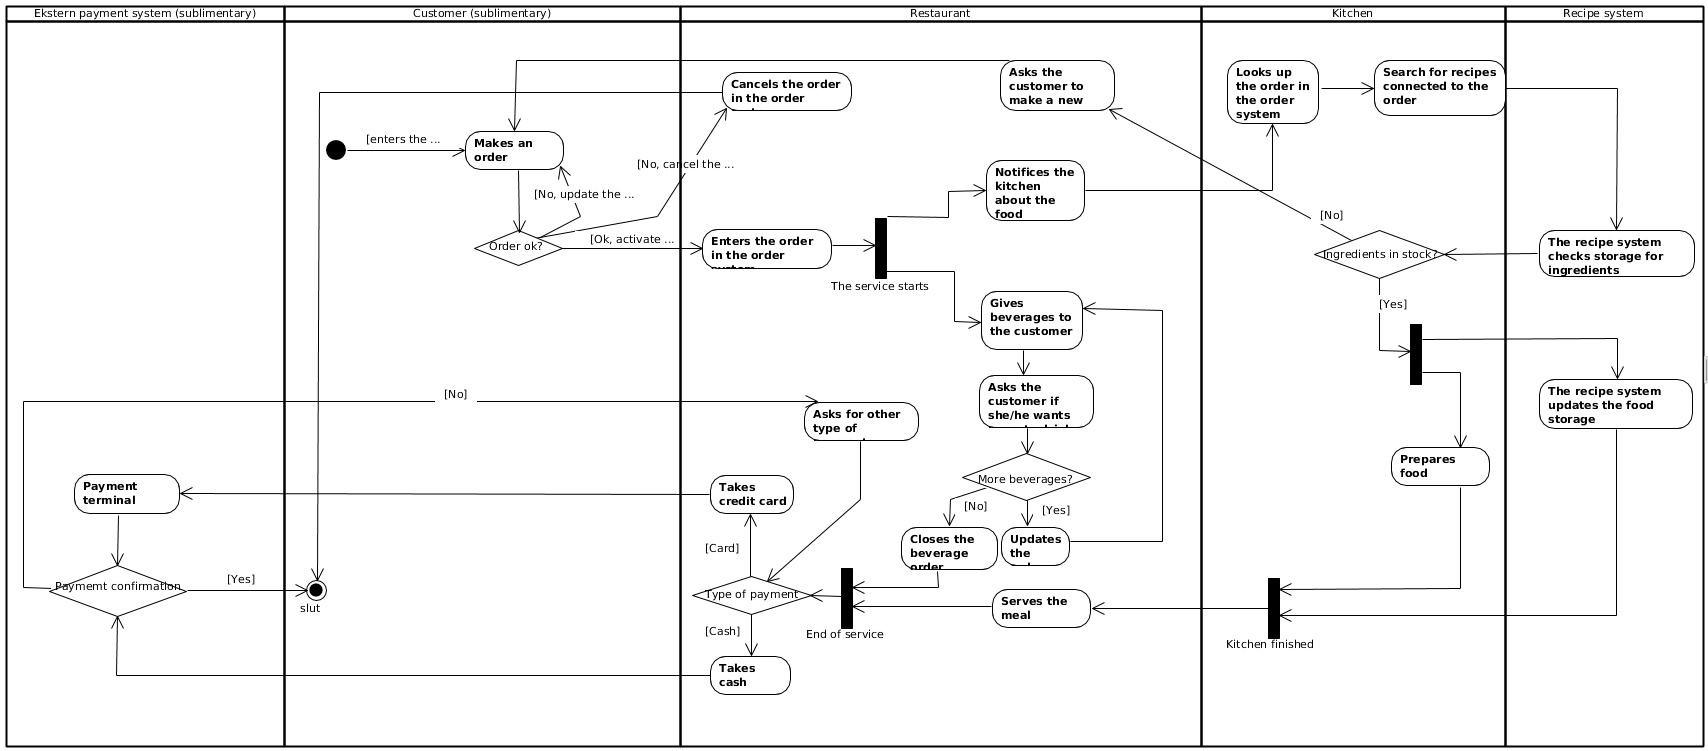 Ekstern payment system (sublimentary)
Customer (sublimentary)
Restaurant
Kitchen
Recipe system
Cancels the order
in the order
Asks the
customer to
make a new
Looks up
the order in
the order
system
Search for recipes
connected to the
order
[enters the ...
Makes an
order
[No, cancel the ...
[No, update the ...
Notifices the
kitchen
about the
food
[No]
Order ok?
[Ok, activate ...
Enters the order
in the order
system
The service starts
Ingredients in stock?
The recipe system
checks storage for
ingredients
[Yes]
Gives
beverages to
the customer
Asks the
customer if
she/he wants
The recipe system
updates the food
storage
[No]
Asks for other
type of
Prepares
food
Payment
terminal
Takes
credit card
More beverages?
[No]
[Yes]
[Card]
Closes the
beverage
order
Updates
the
Paymemt confirmation
[Yes]
slut
Type of payment
End of service
Serves the
meal
[Cash]
Kitchen finished
Takes
cash